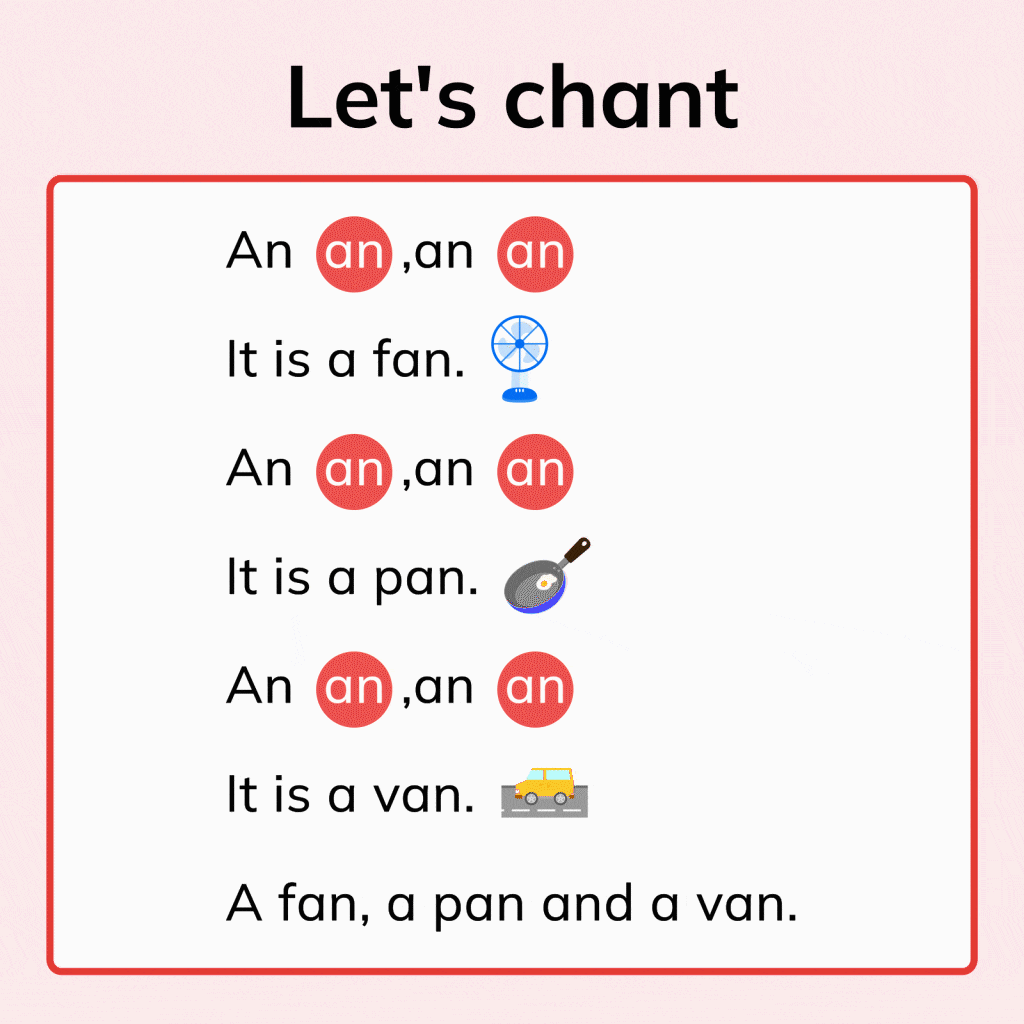 Let's chant
An an ,an an
It is a fan.
An an ,an an
It is a pan.
An an ,an an
It is a van.
A fan, a pan and a van.